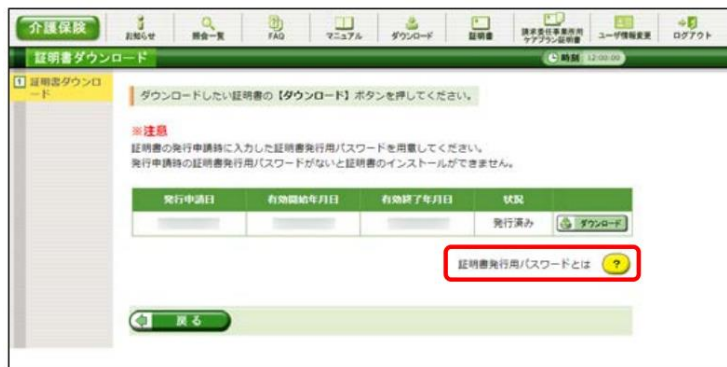 介護保険
お知らせ
照会一覧
FAQ
マニュアル
ダウンロード
証明書
請求委任事業所用
ケアプラン証明書
ユーザ情報変更
ログアウト
証明書ダウンロード
時刻 12:00:00
1 証明書ダウンロ
ード
ダウンロードしたい証明書の【ダウンロード】ボタンを押してください。
※注意
証明書の発行申請時に入力した証明書発行用パスワードを用意してください。
発行申請時の証明書発行用パスワードがないと証明書のインストールができません。
発行申請日 有効開始年月日 有効終了年月日 状況
発行済み ダウンロード
証明書発行用パスワードとは ?
戻る